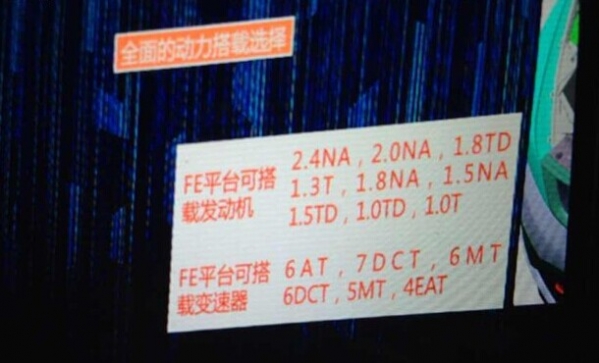 全面的动力搭载选择
FE平台可搭载发动机
2.4NA，2.0NA，1.8TD
1.3T，1.8NA，1.5NA
1.5TD，1.0TD，1.0T
FE平台可搭载变速器
6AT，7DCT，6MT
6DCT，5MT，4EAT